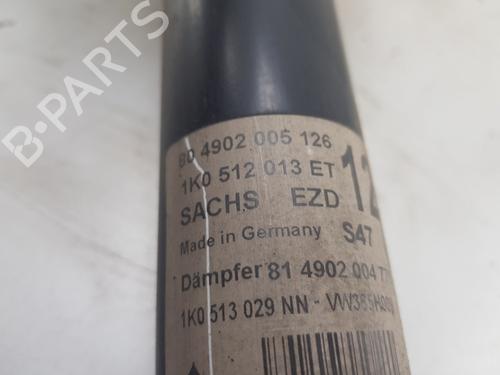 80 4902 005 126
1K0 512 013 ET
SACHS EZD 12
Made in Germany S47
Dämpfer 81 4902 004
1K0 513 029 NN -
B-PARTS